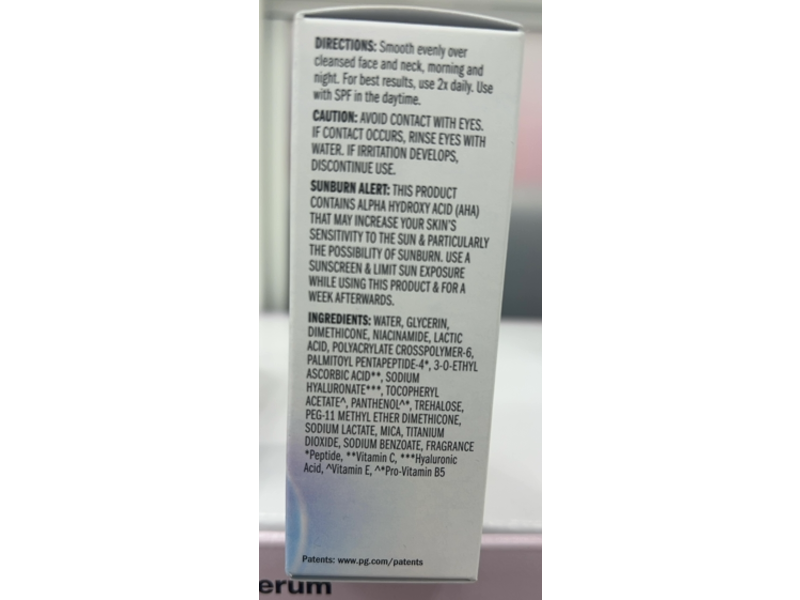 DIRECTIONS: Smooth evenly over
cleansed face and neck, morning and
night. For best results, use 2x daily. Use
with SPF in the daytime.
CAUTION: AVOID CONTACT WITH EYES.
IF CONTACT OCCURS, RINSE EYES WITH
WATER. IF IRRITATION DEVELOPS,
DISCONTINUE USE.
SUNBURN ALERT: THIS PRODUCT
CONTAINS ALPHA HYDROXY ACID (AHA)
THAT MAY INCREASE YOUR SKIN'S
SENSITIVITY TO THE SUN & PARTICULARLY
THE POSSIBILITY OF SUNBURN. USE A
SUNSCREEN & LIMIT SUN EXPOSURE
WHILE USING THIS PRODUCT & FOR A
WEEK AFTERWARDS.
INGREDIENTS: WATER, GLYCERIN,
DIMETHICONE, NIACINAMIDE, LACTIC
ACID, POLYACRYLATE CROSSPOLYMER-6,
PALMITOYL PENTAPEPTIDE-4*, 3-O-ETHYL
ASCORBIC ACID**, SODIUM
HYALURONATE***, TOCOPHERYL
ACETATE^, PANTHENOL^*, TREHALOSE,
PEG-11 METHYL ETHER DIMETHICONE,
SODIUM LACTATE, MICA, TITANIUM
DIOXIDE, SODIUM BENZOATE, FRAGRANCE
*Peptide, **Vitamin C, ***Hyaluronic
Acid, ^Vitamin E, ^*Pro-Vitamin B5
Patents: www.pg.com/patents
erum